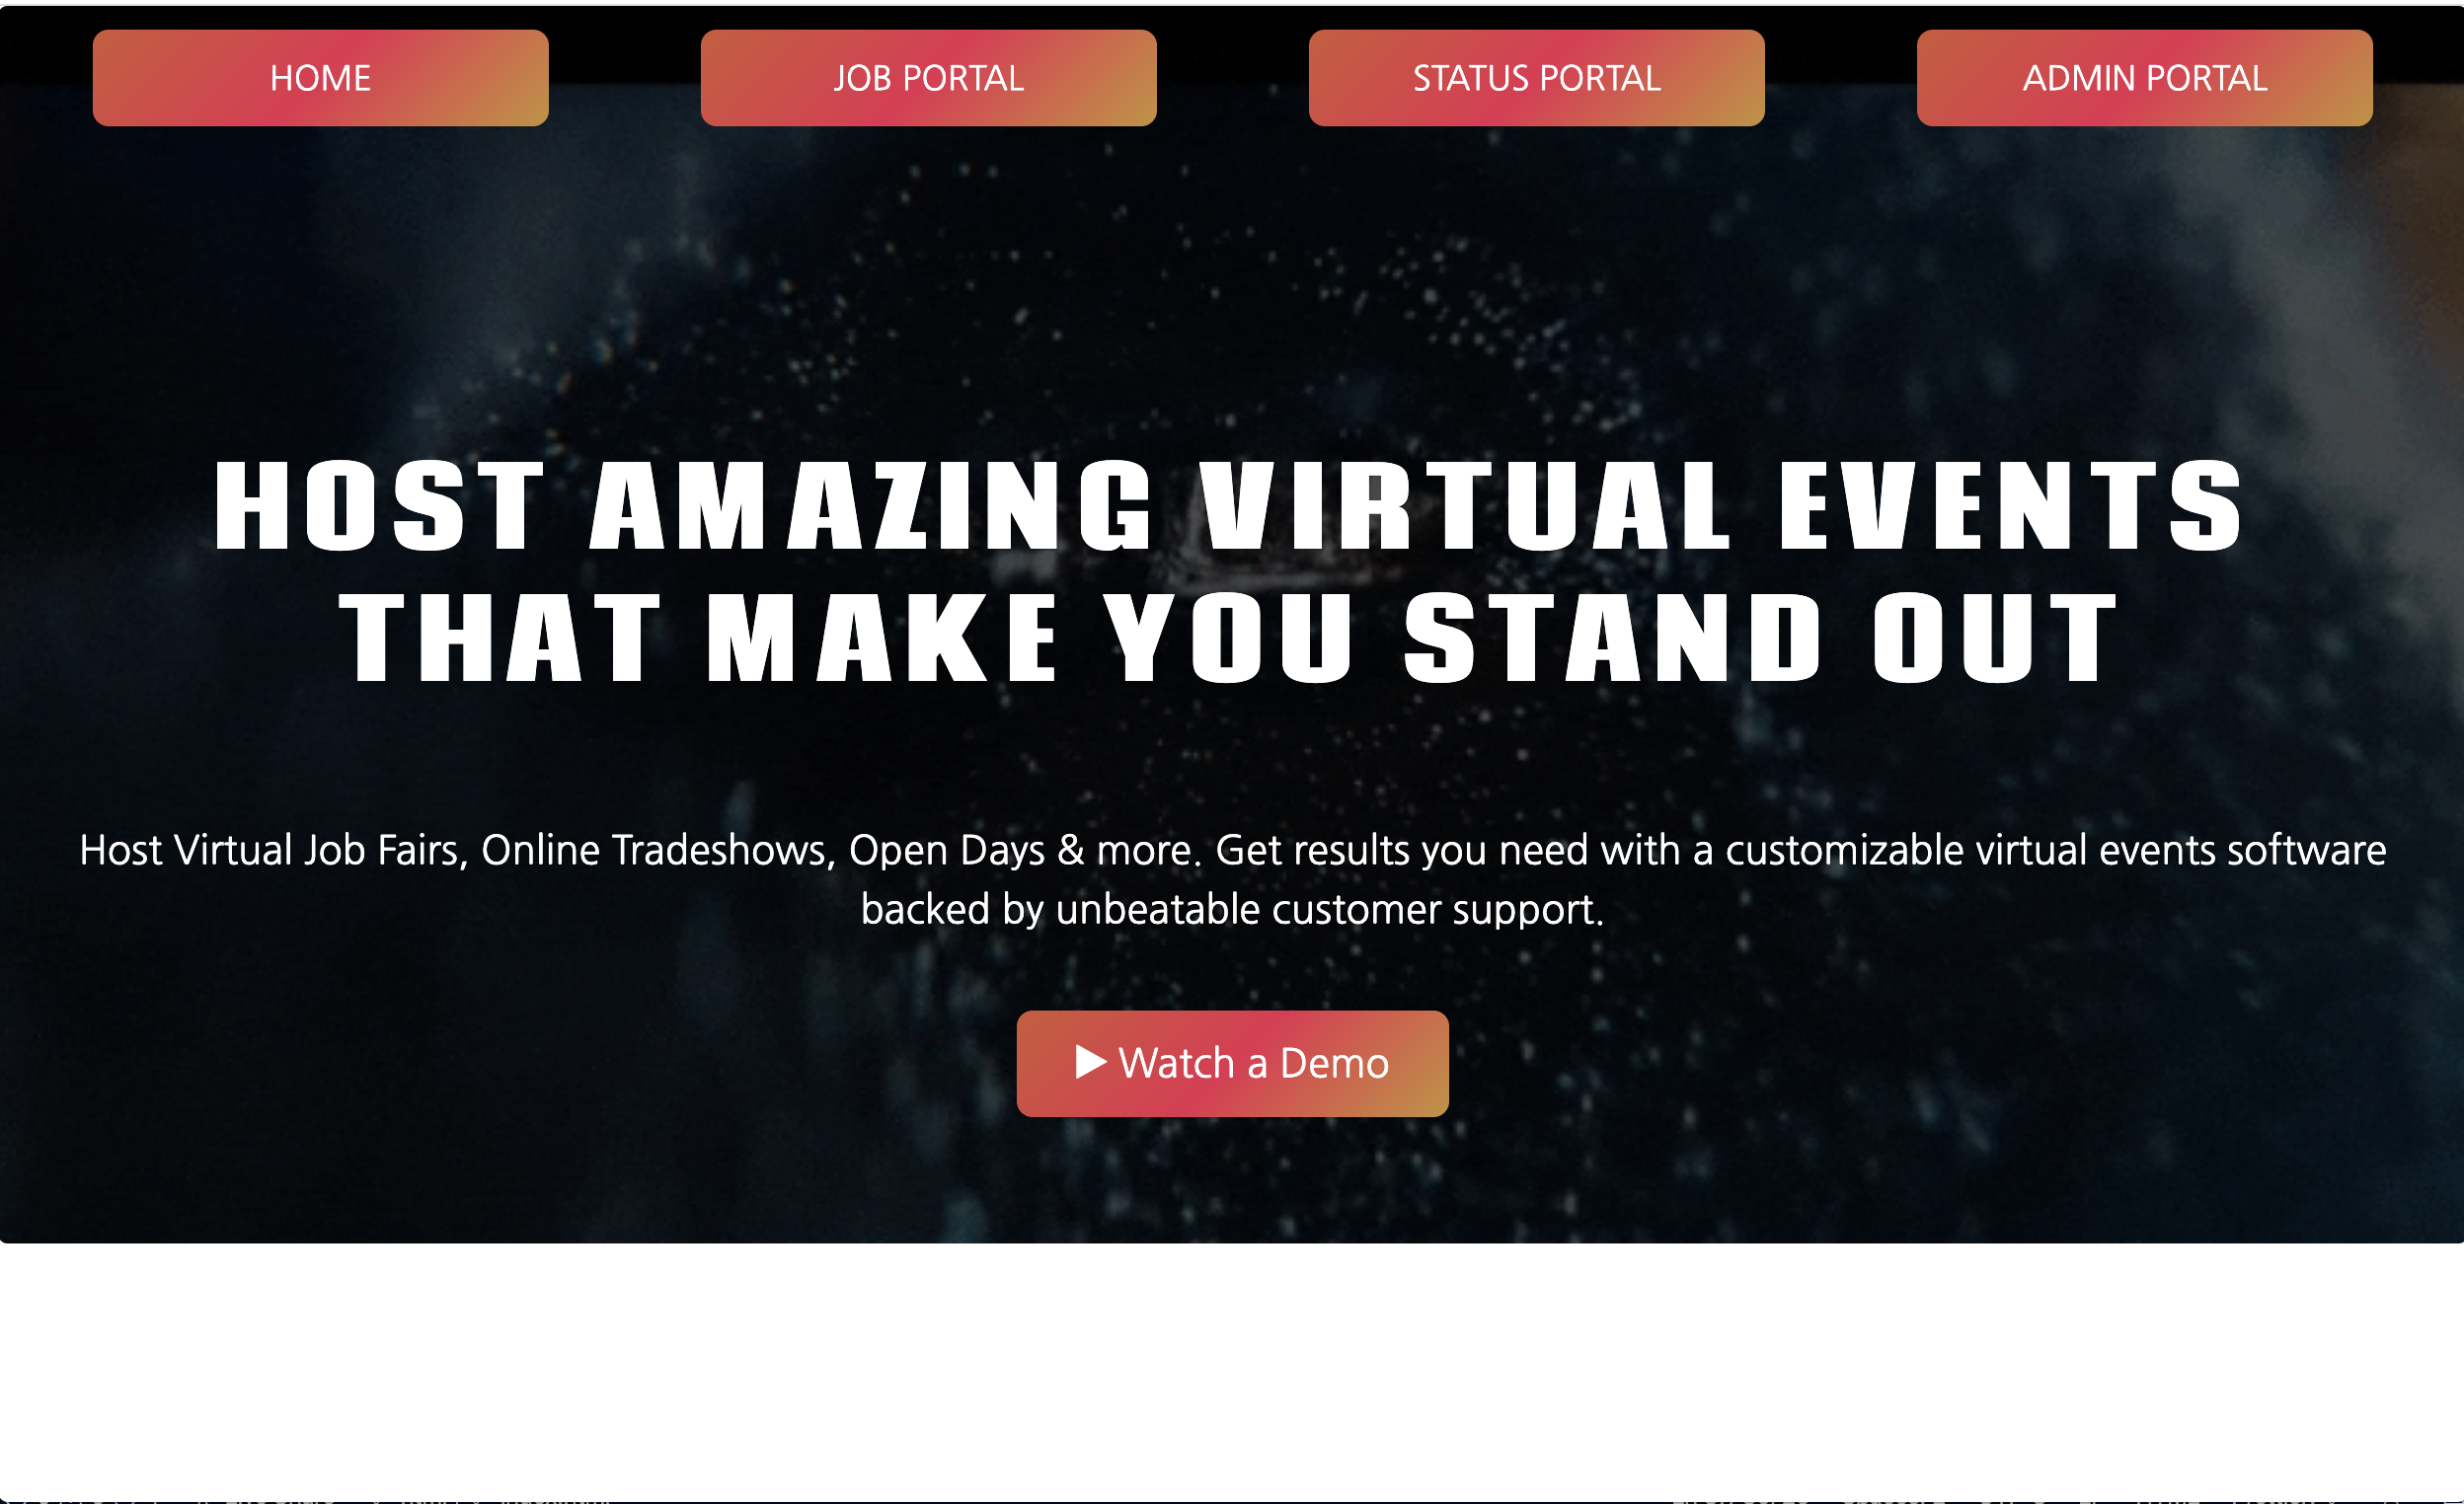 HOME
JOB PORTAL
STATUS PORTAL
ADMIN PORTAL
HOST AMAZING VIRTUAL EVENTS
THAT MAKE YOU STAND OUT
Host Virtual Job Fairs, Online Tradeshows, Open Days & more. Get results you need with a customizable virtual events software
backed by unbeatable customer support.
Watch a Demo